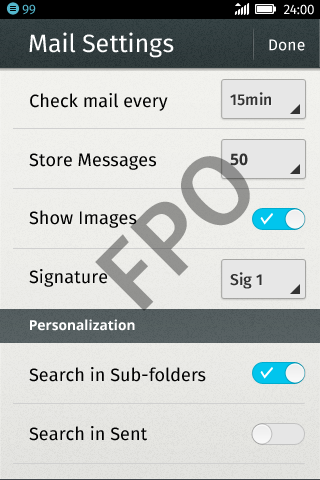 99 24:00
Mail Settings Done
Check mail every 15min
Store Messages 50
Show Images
Signature Sig 1
FPO
Personalization
Search in Sub-folders
Search in Sent